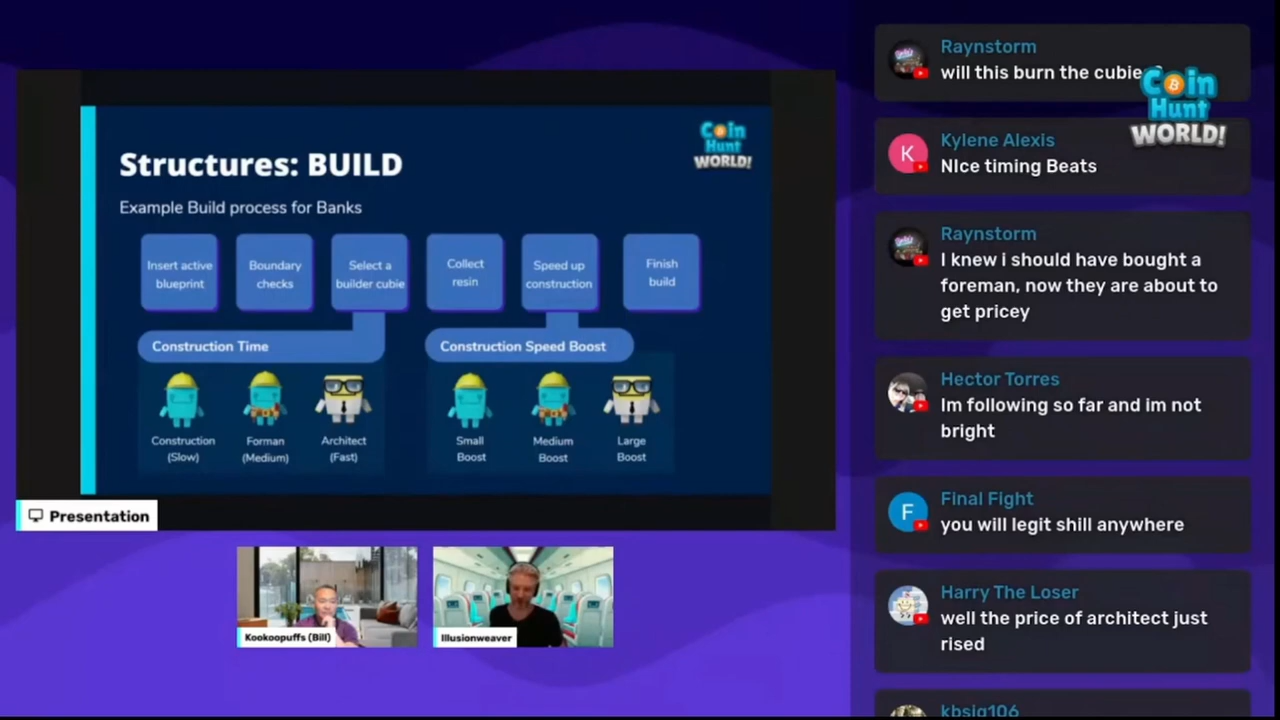 Coin
Hunt
WORLD!
Structures: BUILD
Example Build process for Banks
Insert active
blueprint
Boundary
checks
Select a
builder cubie
Collect
resin
Speed up
construction
Finish
build
Construction Time
Construction Speed Boost
Construction
(Slow)
Forman
(Medium)
Architect
(Fast)
Small
Boost
Medium
Boost
Large
Boost
Presentation
Kookoopuffs (Bill)
Illusionweaver
Raynstorm
will this burn the cubie
Coin
Hunt
WORLD!
K
Kylene Alexis
NIce timing Beats
Raynstorm
I knew i should have bought a
foreman, now they are about to
get pricey
Hector Torres
Im following so far and im not
bright
F
Final Fight
you will legit shill anywhere
Harry The Loser
well the price of architect just
rised
kbsig106